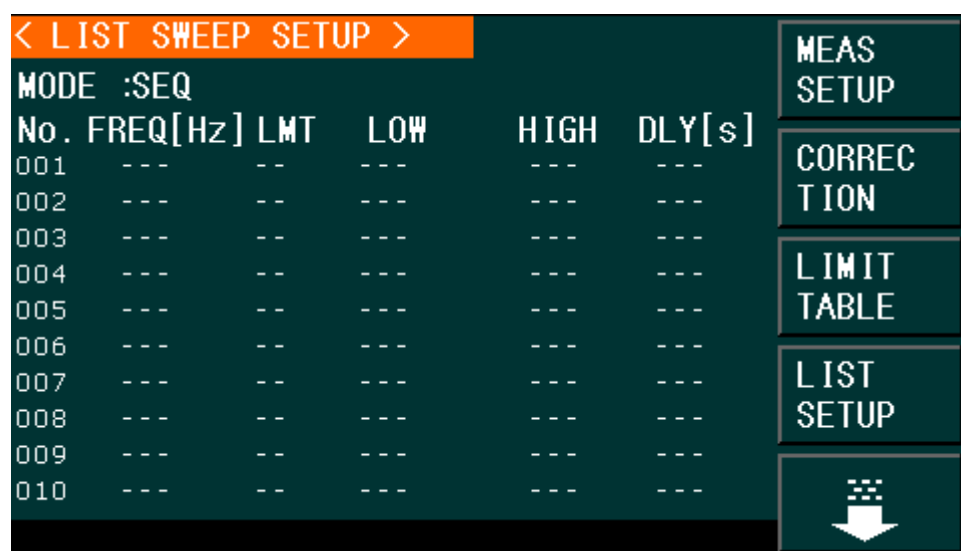 < LIST SWEEP SETUP >
MODE :SEQ
No. FREQ[Hz] LMT LOW HIGH DLY[s]
001 --- -- --- --- ---
002 --- -- --- --- ---
003 --- -- --- --- ---
004 --- -- --- --- ---
005 --- -- --- --- ---
006 --- -- --- --- ---
007 --- -- --- --- ---
008 --- -- --- --- ---
009 --- -- --- --- ---
010 --- -- --- --- ---
MEAS
SETUP
CORREC
TION
LIMIT
TABLE
LIST
SETUP